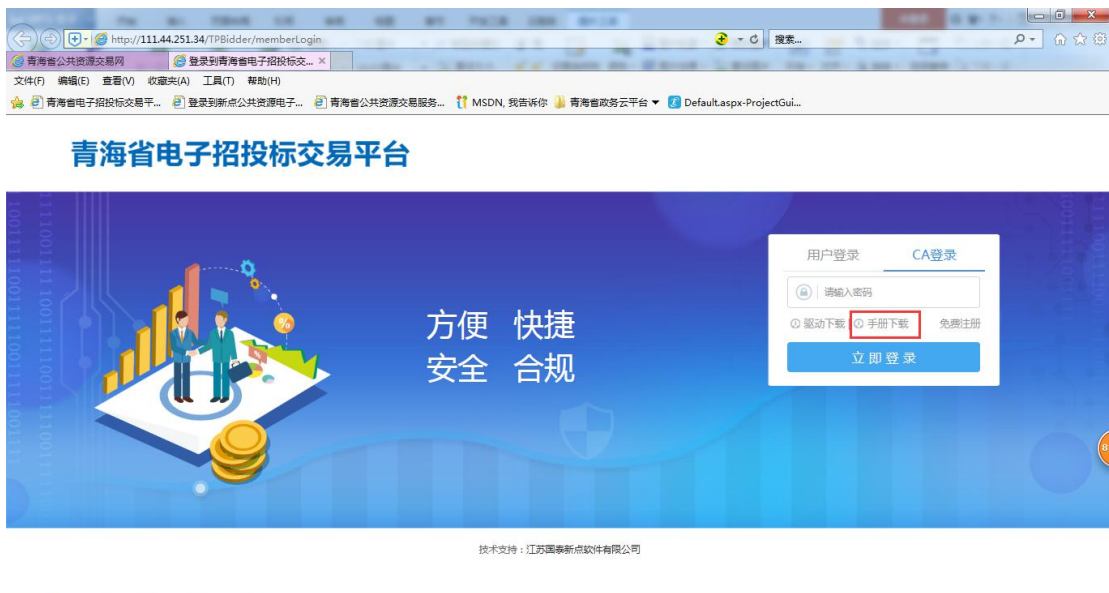 http://111.44.251.34/TPBidder/memberLogin
搜索...
青海省公共资源交易网
登录到青海省电子招投标交... ×
文件(F) 编辑(E) 查看(V) 收藏夹(A) 工具(T) 帮助(H)
青海省电子招投标交易平... 登录到新点公共资源电子... 青海省公共资源交易服务... MSDN, 我告诉你 青海省政务云平台 Default.aspx-ProjectGui...
青海省电子招投标交易平台
用户登录 CA登录
请输入密码
驱动下载 手册下载 免费注册
立即登录
方便 快捷
安全 合规
%
技术支持：江苏国泰新点软件有限公司